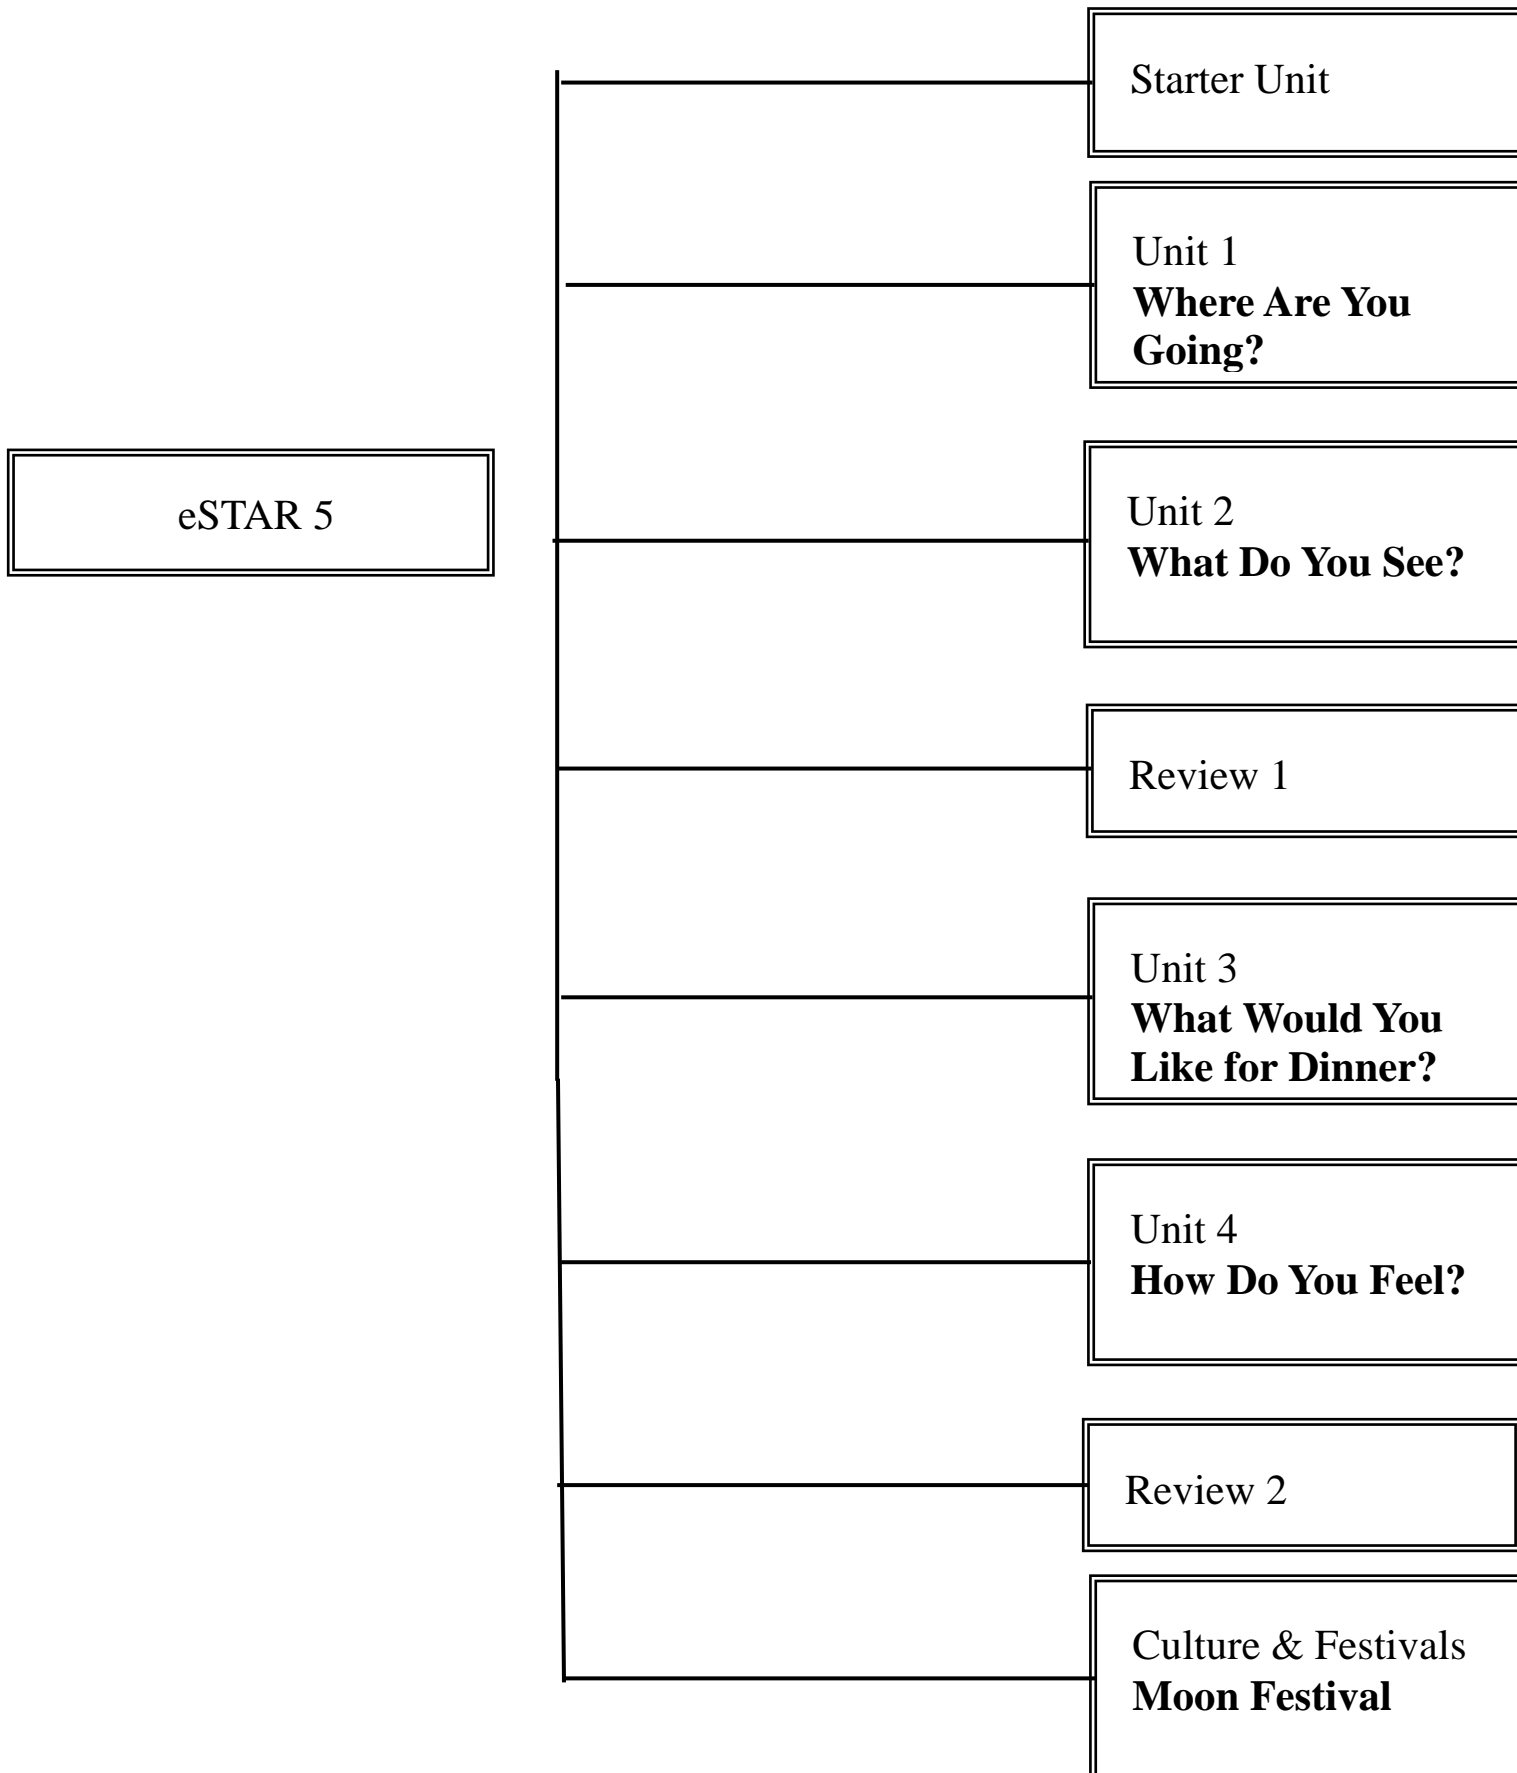 Starter Unit
Unit 1
Where Are You
Going?
eSTAR 5
Unit 2
What Do You See?
Review 1
Unit 3
What Would You
Like for Dinner?
Unit 4
How Do You Feel?
Review 2
Culture & Festivals
Moon Festival